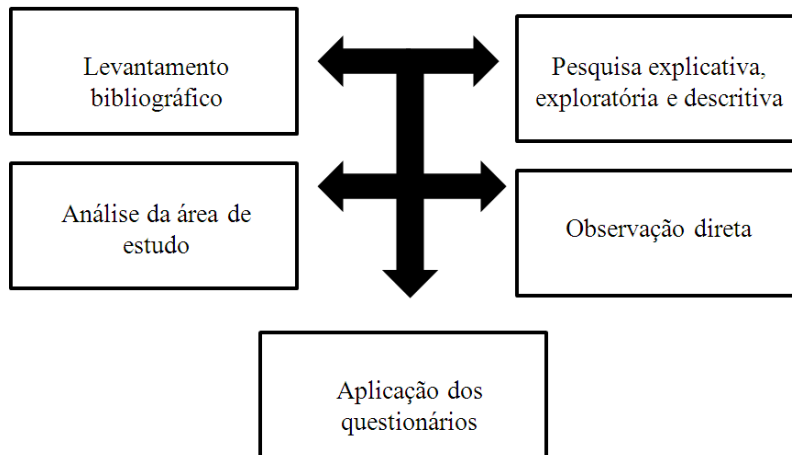 Levantamento
bibliográfico
Pesquisa explicativa,
exploratória e descritiva
Análise da área de
estudo
Observação direta
Aplicação dos
questionários